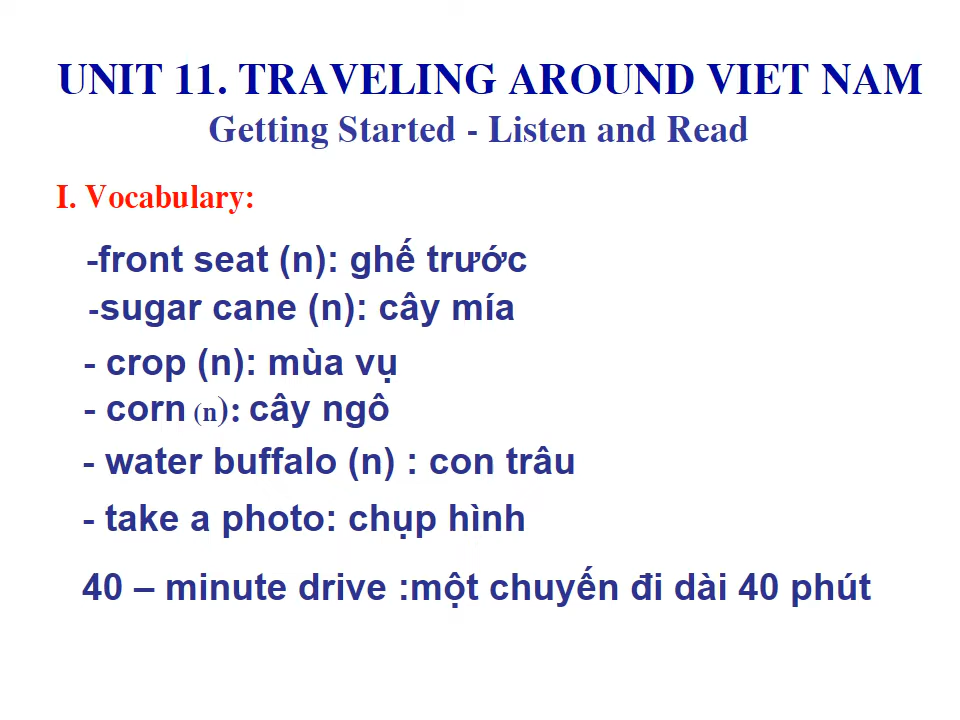 UNIT 11. TRAVELING AROUND VIET NAM
Getting Started - Listen and Read
I. Vocabulary:
-front seat (n): ghế trước
-sugar cane (n): cây mía
- crop (n): mùa vụ
- corn (n): cây ngô
- water buffalo (n) : con trâu
- take a photo: chụp hình
40 – minute drive :một chuyến đi dài 40 phút